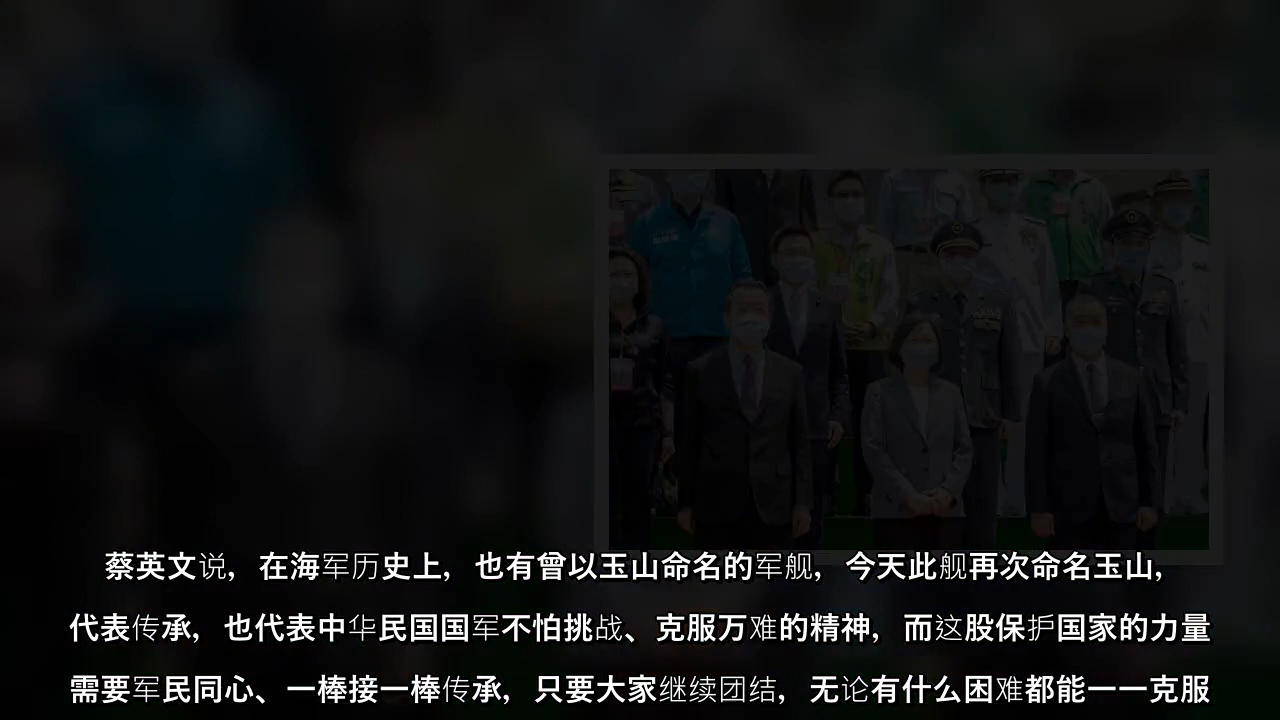 蔡英文说，在海军历史上，也有曾以玉山命名的军舰，今天此舰再次命名玉山，
代表传承，也代表中华民国国军不怕挑战、克服万难的精神，而这股保护国家的力量
需要军民同心、一棒接一棒传承，只要大家继续团结，无论有什么困难都能一一克服